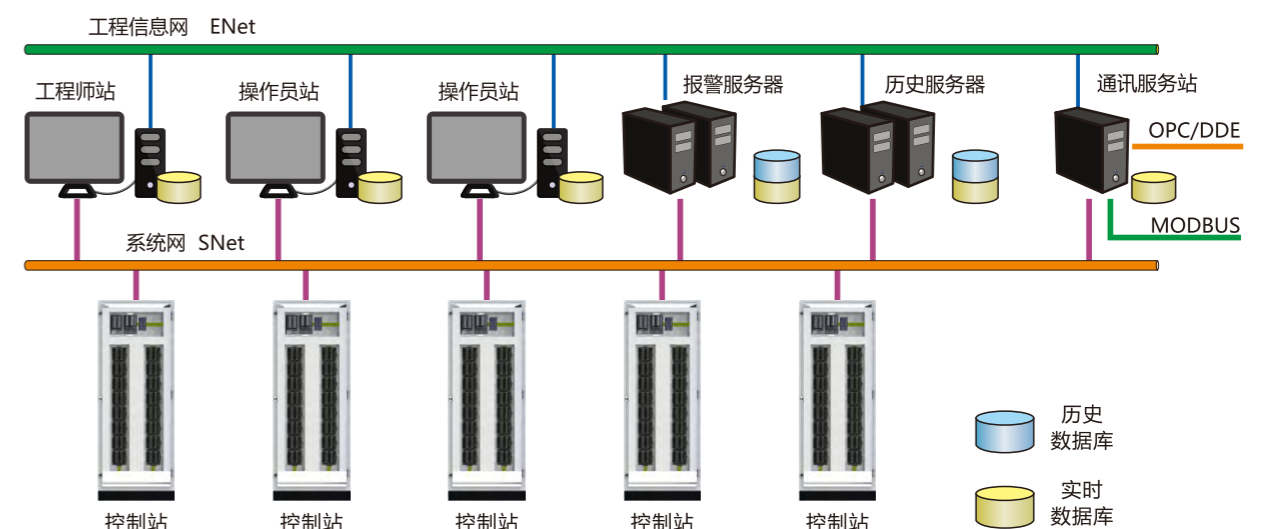 工程信息网 ENet
工程师站
操作员站
操作员站
报警服务器
历史服务器
通讯服务站
OPC/DDE
MODBUS
系统网 SNet
控制站
控制站
控制站
控制站
控制站
历史
数据库
实时
数据库